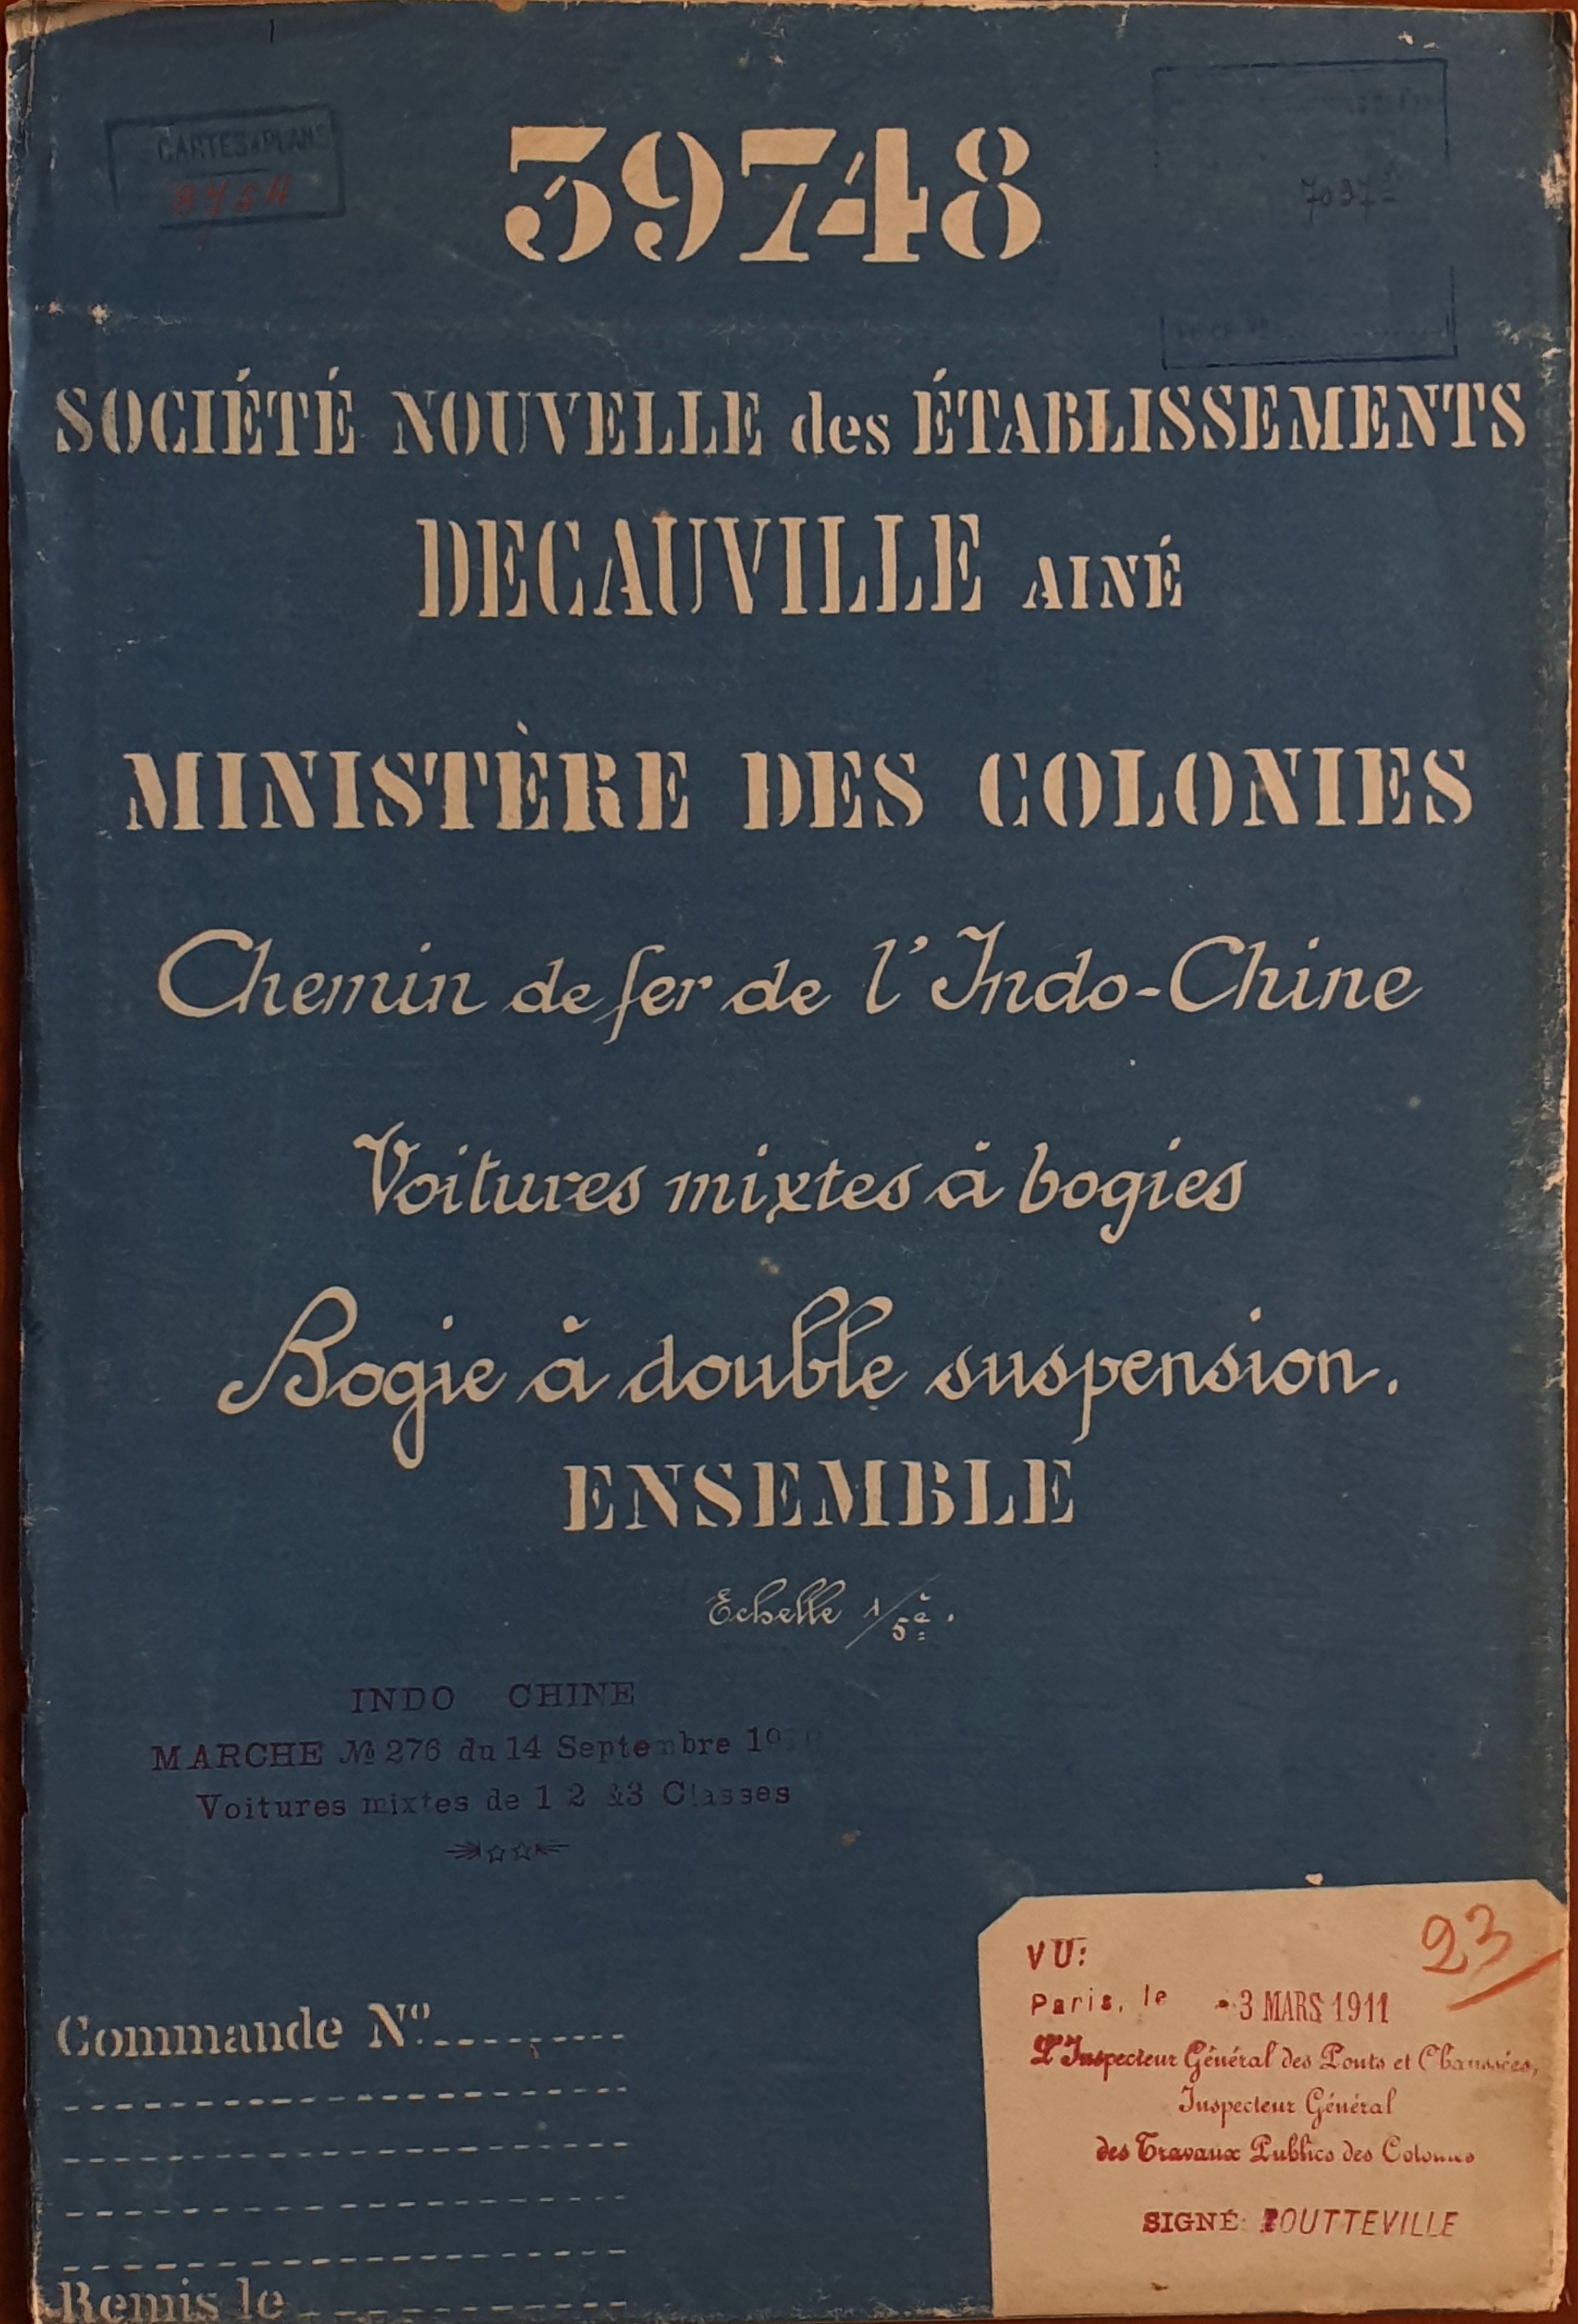 CARTES & PLANS
39748
7037
SOCIÉTÉ NOUVELLE des ÉTABLISSEMENTS
DECAUVILLE AINÉ
MINISTÈRE DES COLONIES
Chemin de fer de l'Indo-Chine
Voitures mixtes à bogies
Bogie à double suspension.
ENSEMBLE
Echelle 1/5e.
INDO CHINE
MARCHE № 276 du 14 Septembre
Voitures mixtes de 1 2 &3 Classes
Commande Nº
Remis le
23
VU:
Paris, le -3 MARS 1911
L'Inspecteur Général des Ponts et Chaussées,
Inspecteur Général
des Travaux Publics des Colonies
SIGNÉ: BOUTTEVILLE